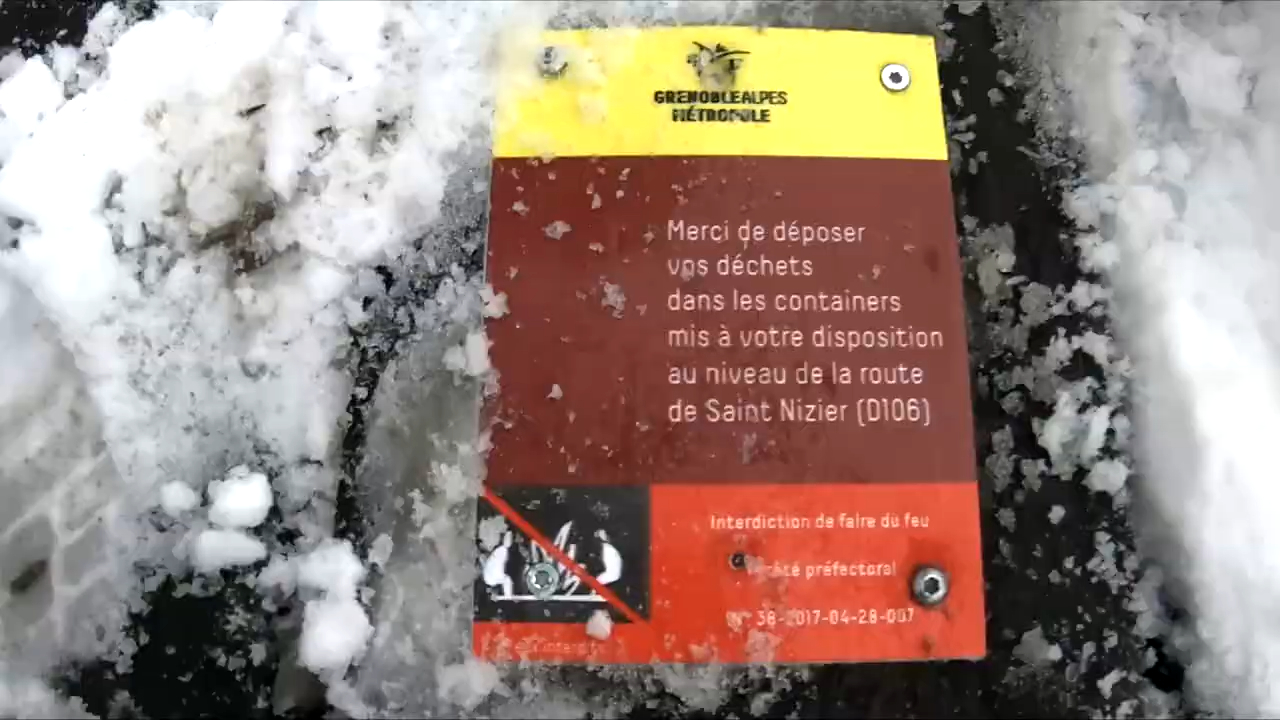 GRENOBLEALPES
MÉTROPOLE
Merci de déposer
vos déchets
dans les containers
mis à votre disposition
au niveau de la route
de Saint Nizier (D106)
Interdiction de faire du feu
préfectoral
N° 38-2017-04-28-007